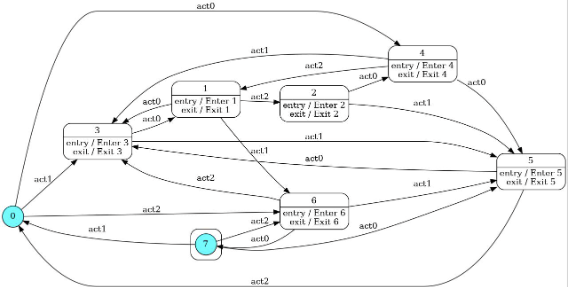 act0
4
entry / Enter 4
exit / Exit 4
act1
act2
act0
act0
1
entry / Enter 1
exit / Exit 1
act2
2
entry / Enter 2
exit / Exit 2
act1
act0
act0
3
entry / Enter 3
exit / Exit 3
act1
act1
act0
5
entry / Enter 5
exit / Exit 5
act1
act2
act1
6
entry / Enter 6
exit / Exit 6
0
act2
act2
act1
7
act0
act0
act2